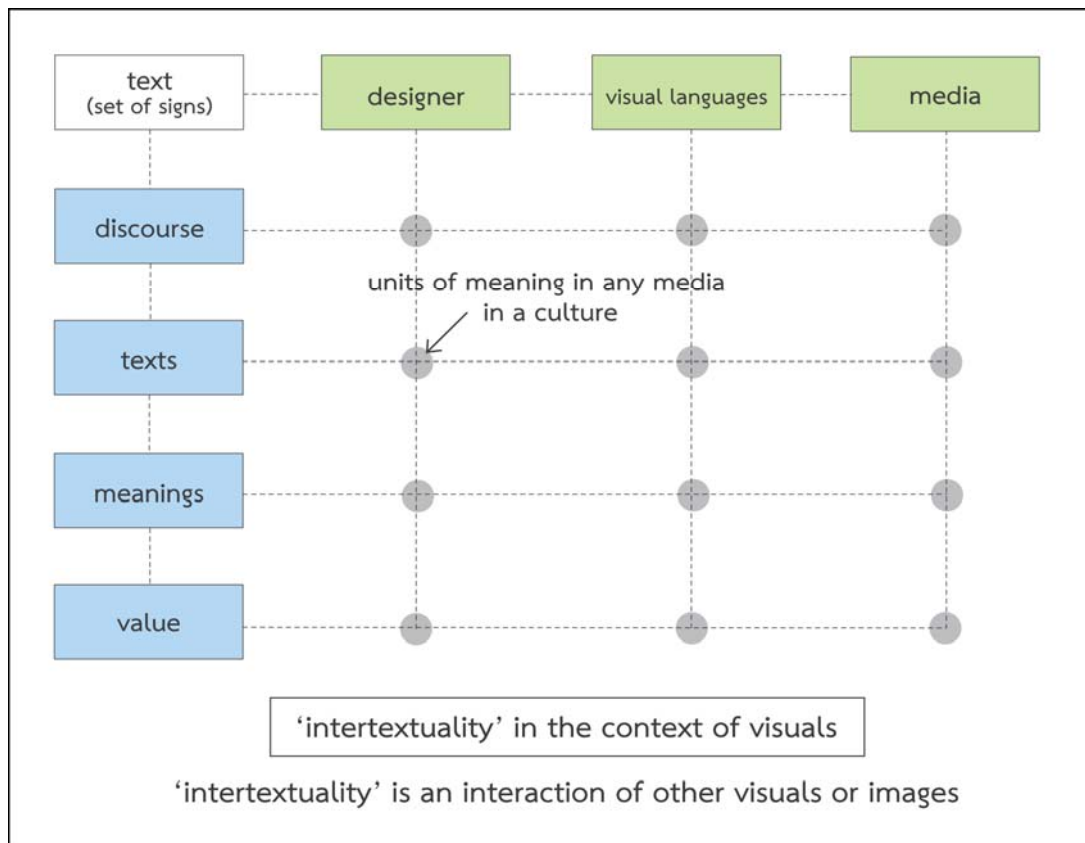 text
(set of signs)
designer
visual languages
media
discourse
units of meaning in any media
in a culture
texts
meanings
value
‘intertextuality’ in the context of visuals
‘intertextuality’ is an interaction of other visuals or images